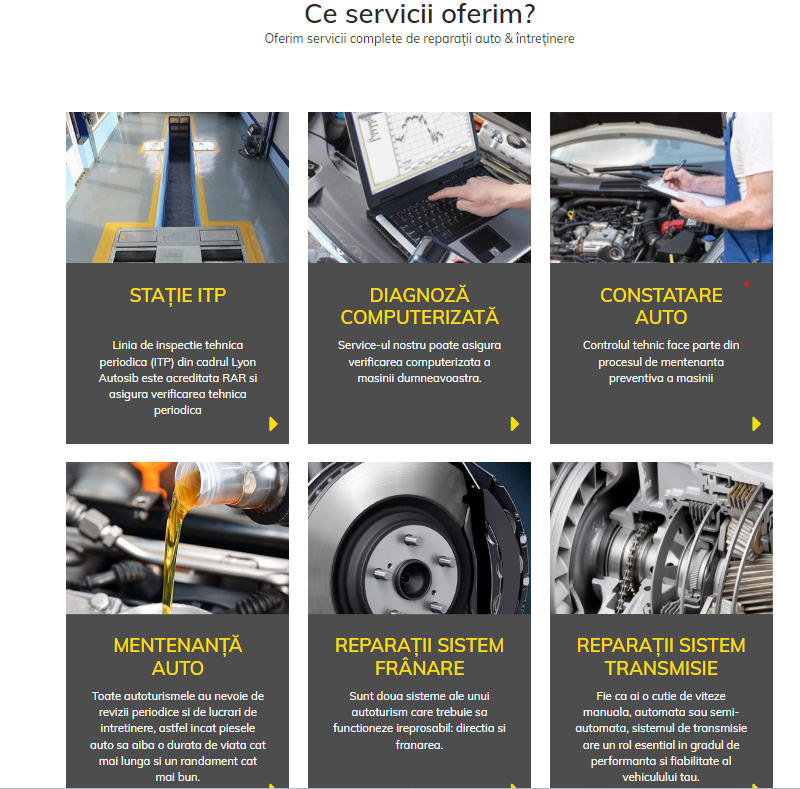 Ce servicii oferim?
Oferim servicii complete de reparații auto & întreținere
STAȚIE ITP
Linia de inspectie tehnica
periodica (ITP) din cadrul Lyon
Autosib este acreditata RAR si
asigura verificarea tehnica
periodica
DIAGNOZĂ
COMPUTERIZATĂ
Service-ul nostru poate asigura
verificarea computerizata a
masinii dumneavoastra.
CONSTATARE
AUTO
Controlul tehnic face parte din
procesul de mentenanta
preventiva a masinii
MENTENANȚĂ
AUTO
Toate autoturismele au nevoie de
revizii periodice si de lucrari de
intretinere, astfel incat piesele
auto sa aiba o durata de viata cat
mai lunga si un randament cat
mai bun.
REPARAȚII SISTEM
FRÂNARE
Sunt doua sisteme ale unui
autoturism care trebuie sa
functioneze ireprosabil: directia si
franarea.
REPARAȚII SISTEM
TRANSMISIE
Fie ca ai o cutie de viteze
manuala, automata sau semi-
automata, sistemul de transmisie
are un rol esential in gradul de
performanta si fiabilitate al
vehiculului tau.